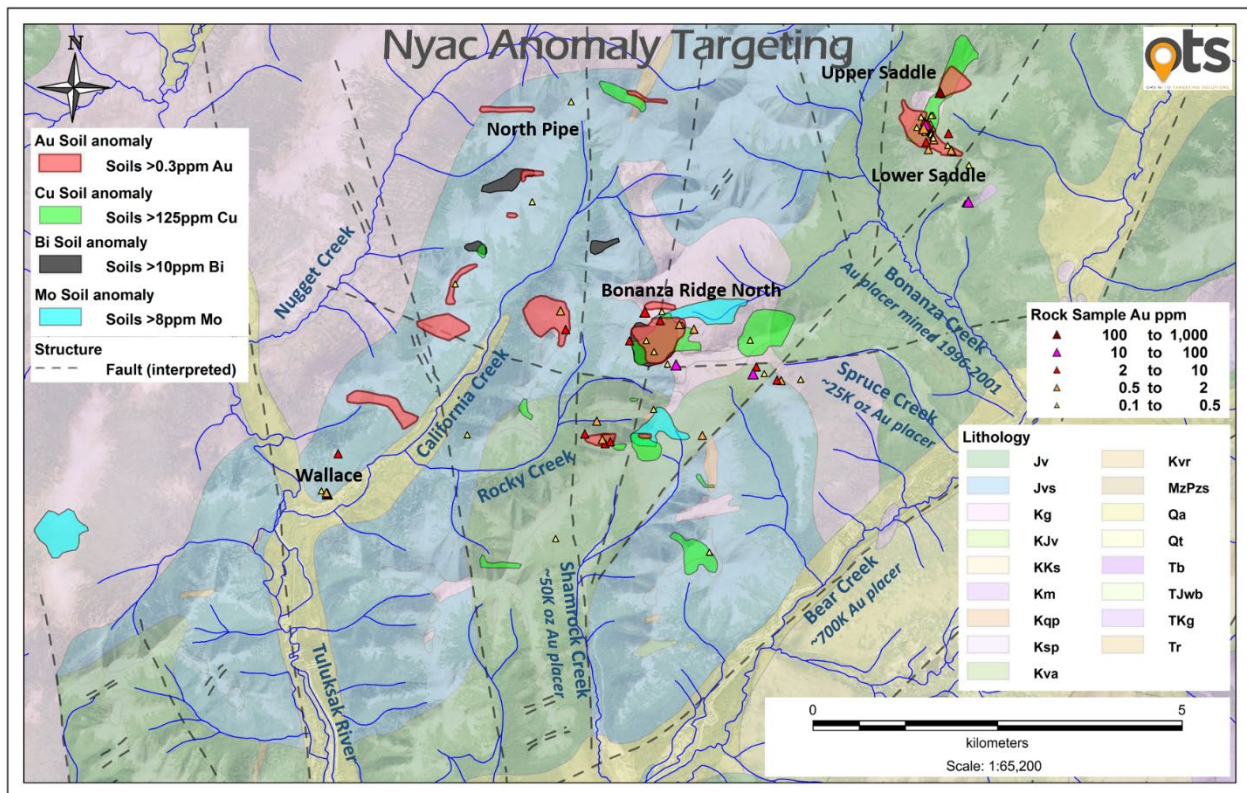 Nyac Anomaly Targeting
N
ots
Au Soil anomaly
Soils >0.3ppm Au
Cu Soil anomaly
Soils >125ppm Cu
Bi Soil anomaly
Soils >10ppm Bi
Mo Soil anomaly
Soils >8ppm Mo
Structure
Fault (interpreted)
Upper Saddle
North Pipe
Lower Saddle
Nugget Creek
Bonanza Ridge North
Bonanza Creek
Au placer mined 1996-2001
California Creek
Spruce Creek
~25K oz Au placer
Wallace
Rocky Creek
Shamrock Creek
~50K oz Au placer
Bear Creek
~700K Au placer
Tuluksak River
Rock Sample Au ppm
100 to 1,000
10 to 100
2 to 10
0.5 to 2
0.1 to 0.5
Lithology
Jv
Jvs
Kg
KJv
KKs
Km
Kqp
Ksp
Kva
Kvr
MzPzs
Qa
Qt
Tb
TJwb
TKg
Tr
0 5
kilometers
Scale: 1:65,200